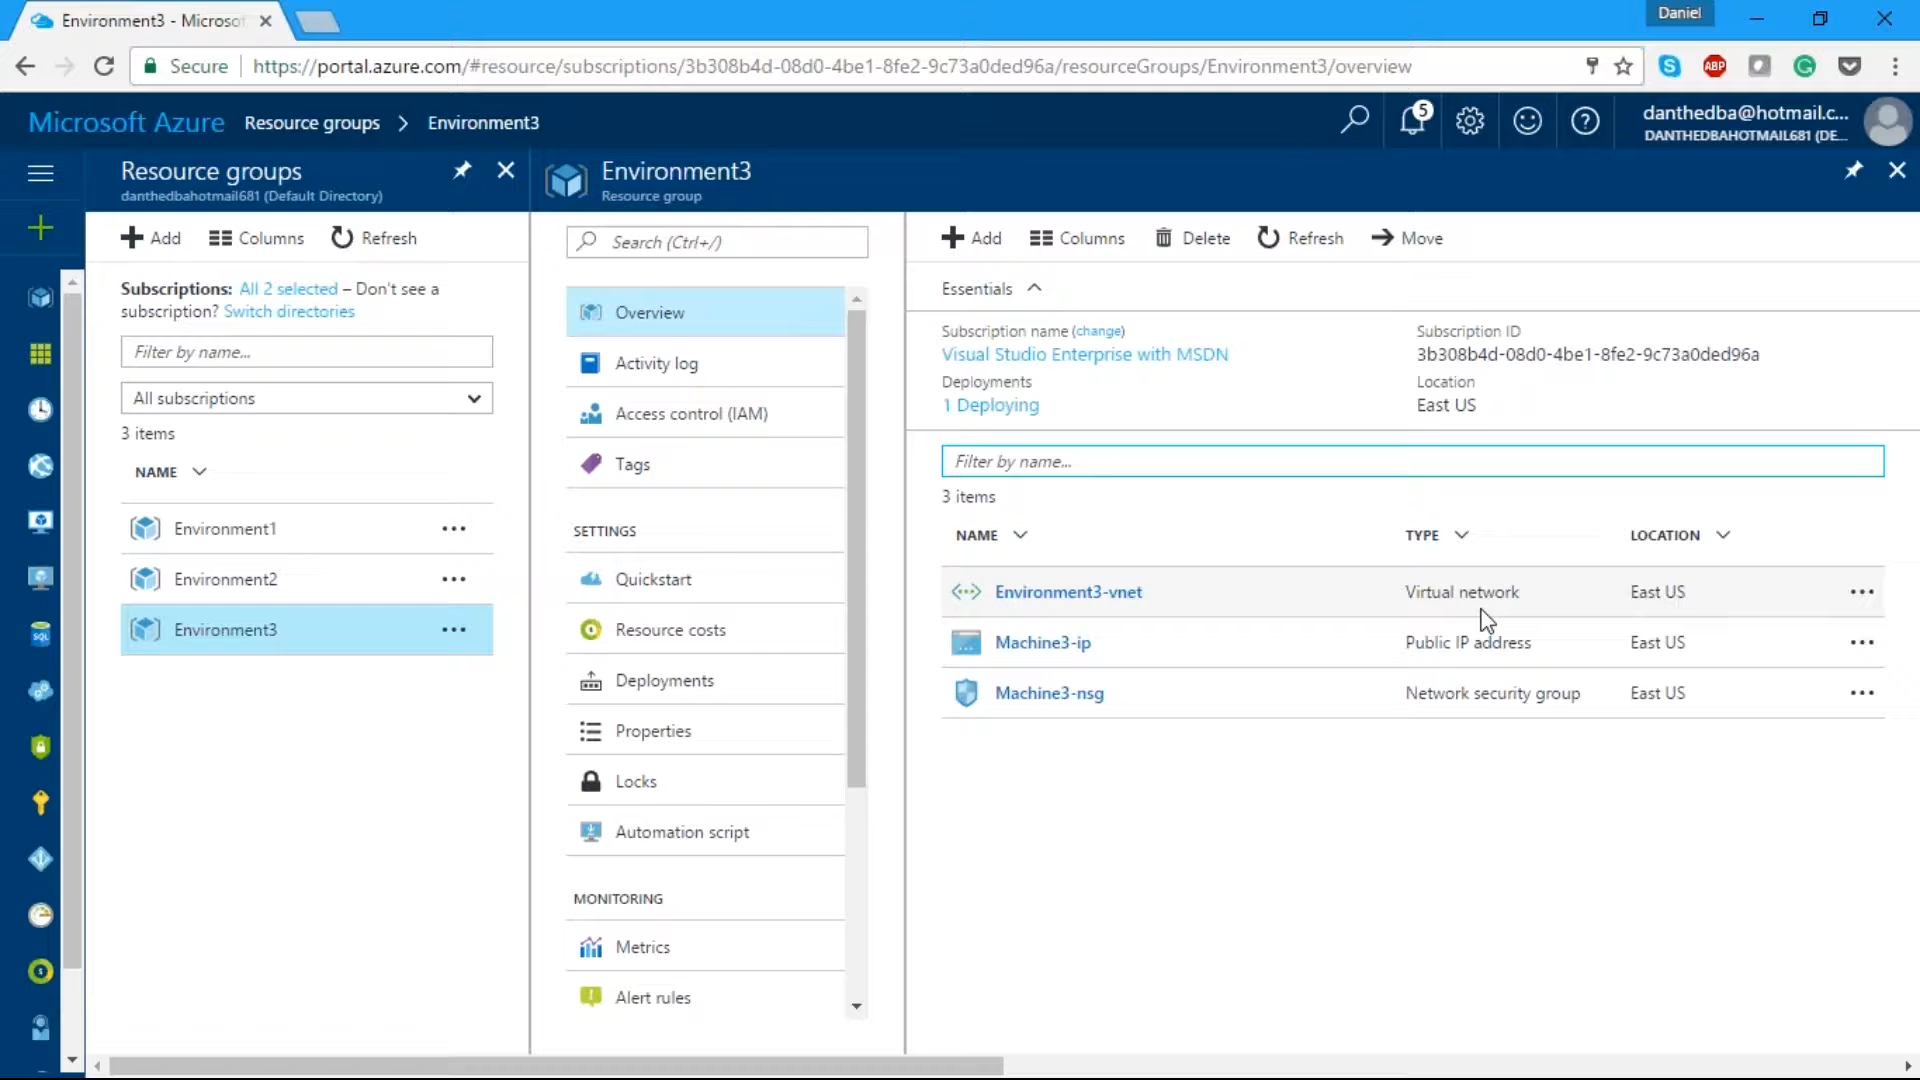 Environment3 - Microsof
Daniel
Secure
https://portal.azure.com/#resource/subscriptions/3b308b4d-08d0-4be1-8fe2-9c73a0ded96a/resourceGroups/Environment3/overview
ABP
Microsoft Azure
Resource groups
Environment3
5
danthedba@hotmail.c...
DANTHEDBAHOTMAIL681 (DE...
Resource groups
danthedbahotmail681 (Default Directory)
Environment3
Resource group
Add
Columns
Refresh
Subscriptions: All 2 selected – Don't see a
subscription? Switch directories
Filter by name...
All subscriptions
3 items
NAME
Environment1
Environment2
Environment3
Search (Ctrl+/)
Overview
Activity log
Access control (IAM)
Tags
SETTINGS
Quickstart
Resource costs
Deployments
Properties
Locks
Automation script
MONITORING
Metrics
Alert rules
Add
Columns
Delete
Refresh
Move
Essentials
Subscription name (change)
Visual Studio Enterprise with MSDN
Deployments
1 Deploying
Subscription ID
3b308b4d-08d0-4be1-8fe2-9c73a0ded96a
Location
East US
Filter by name...
3 items
NAME TYPE LOCATION
Environment3-vnet Virtual network East US
Machine3-ip Public IP address East US
Machine3-nsg Network security group East US
SQL